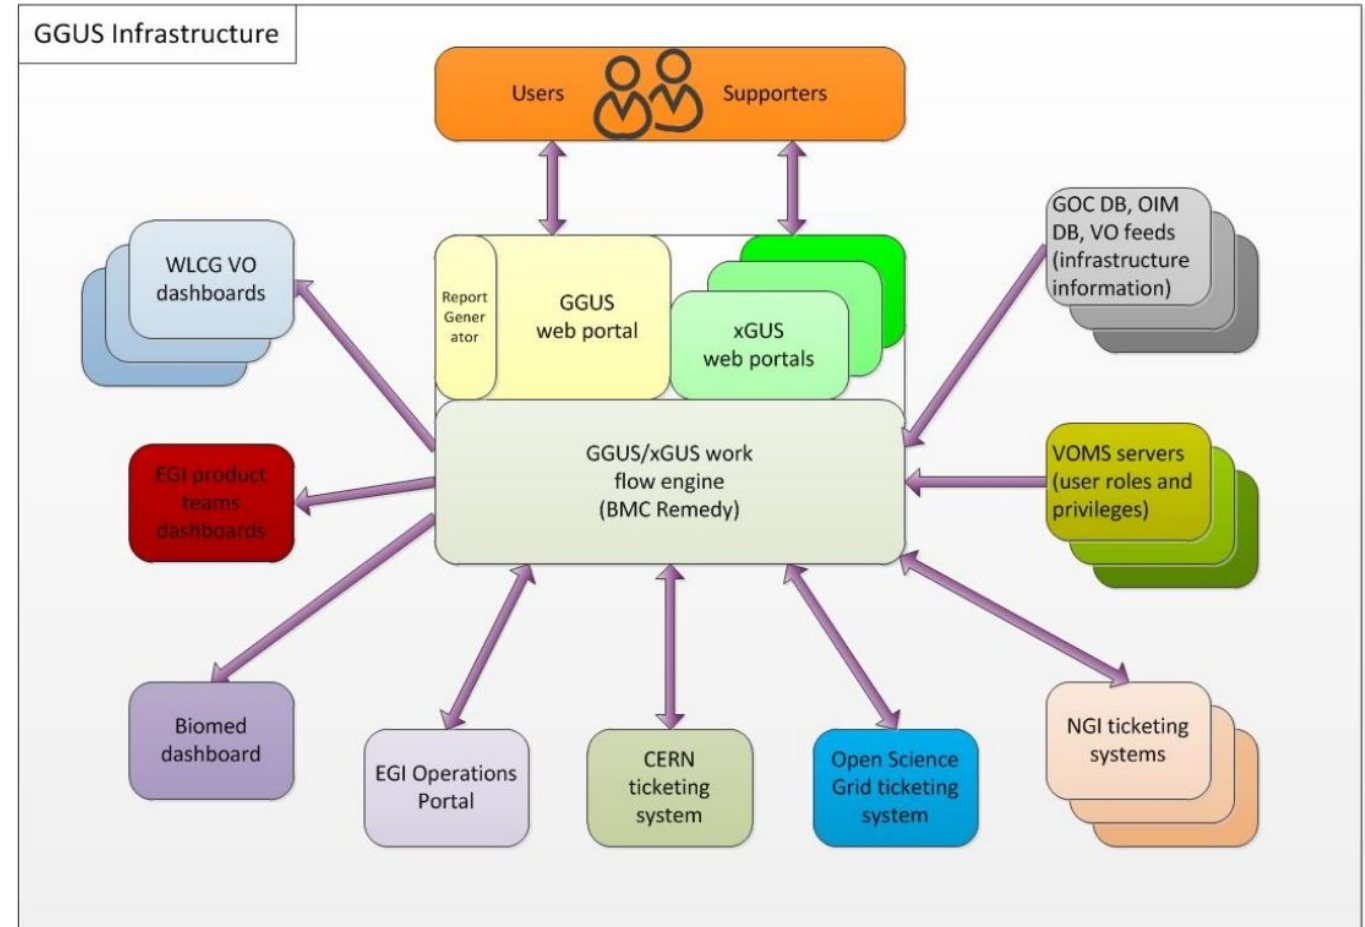 GGUS Infrastructure
Users
Supporters
GOC DB, OIM
DB, VO feeds
(infrastructure
information)
WLCG VO
dashboards
Report
Gener
ator
GGUS
web portal
xGUS
web portals
GGUS/xGUS work
flow engine
(BMC Remedy)
EGI product
teams
dashboards
VOMS servers
(user roles and
privileges)
Biomed
dashboard
EGI Operations
Portal
CERN
ticketing
system
Open Science
Grid ticketing
system
NGI ticketing
systems